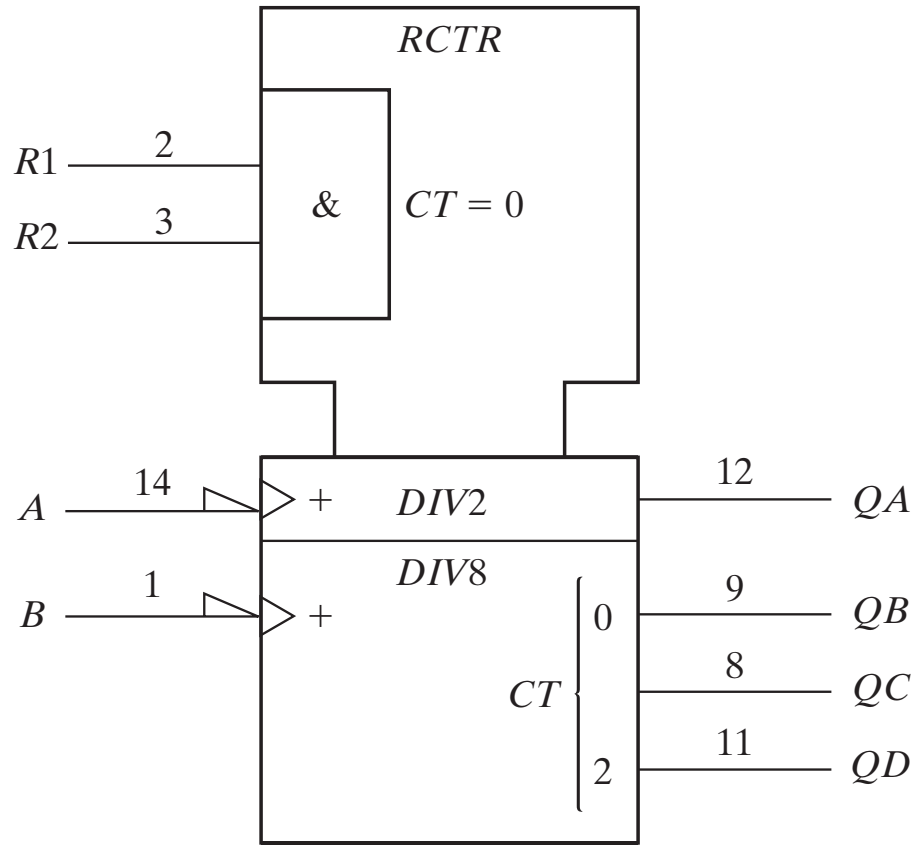 RCTR
R1 2
& CT = 0
R2 3
A 14 + DIV2 12 QA
DIV8
B 1 + 0 9 QB
CT 8 QC
2 11 QD